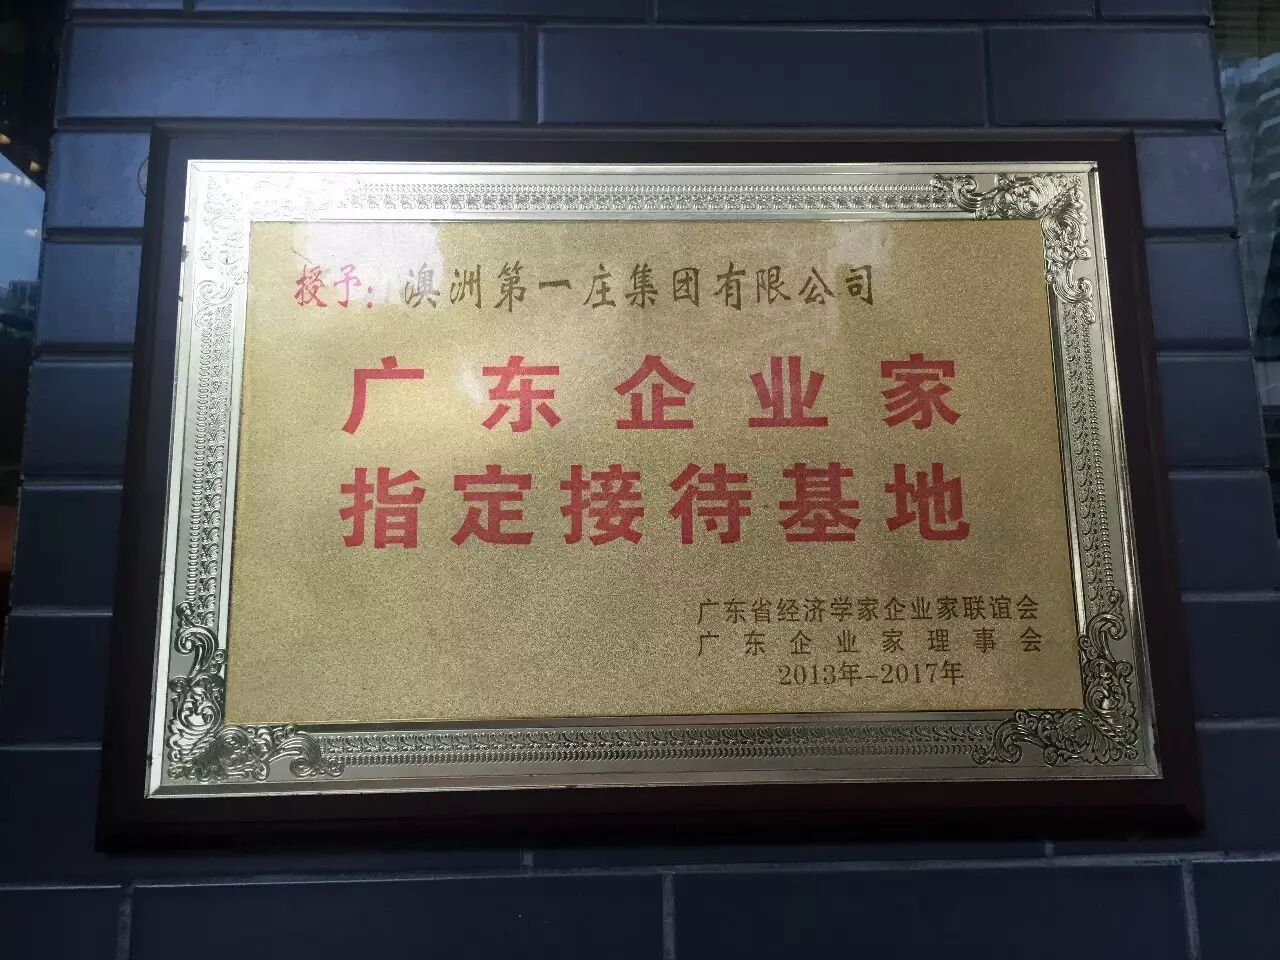 授予：澳洲第一庄集团有限公司
广东企业家
指定接待基地
广东省经济学家企业家联谊会
广东企业家理事会
2013年-2017年